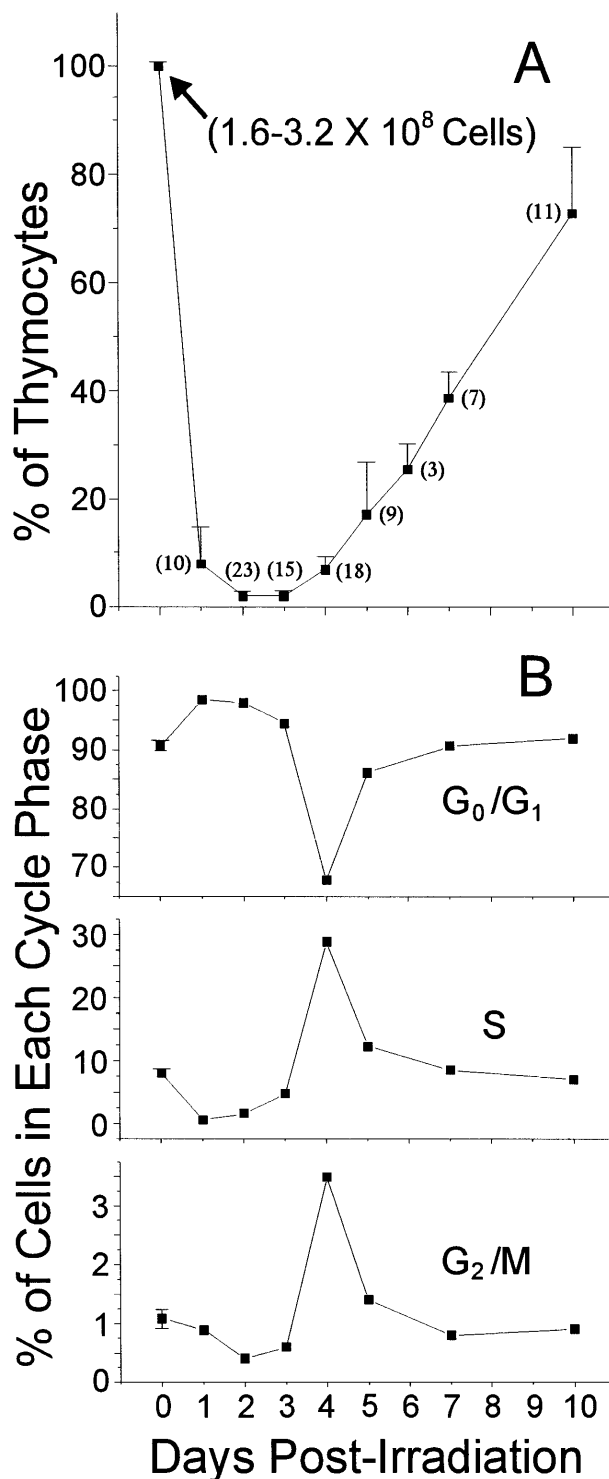 A
100
(1.6-3.2 X 10⁸ Cells)
80
(11)
60
% of Thymocytes
40
(7)
(3)
20
(9)
(10) (23) (15) (18)
0
B
100
90
G₀/G₁
80
70
% of Cells in Each Cycle Phase
30
20
S
10
0
3
2
G₂/M
1
0
0 1 2 3 4 5 6 7 8 9 10
Days Post-Irradiation